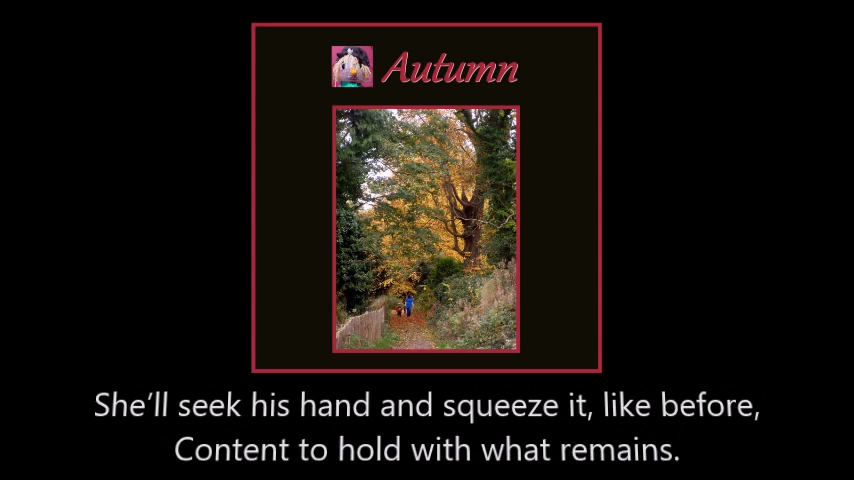 Autumn
She’ll seek his hand and squeeze it, like before,
Content to hold with what remains.